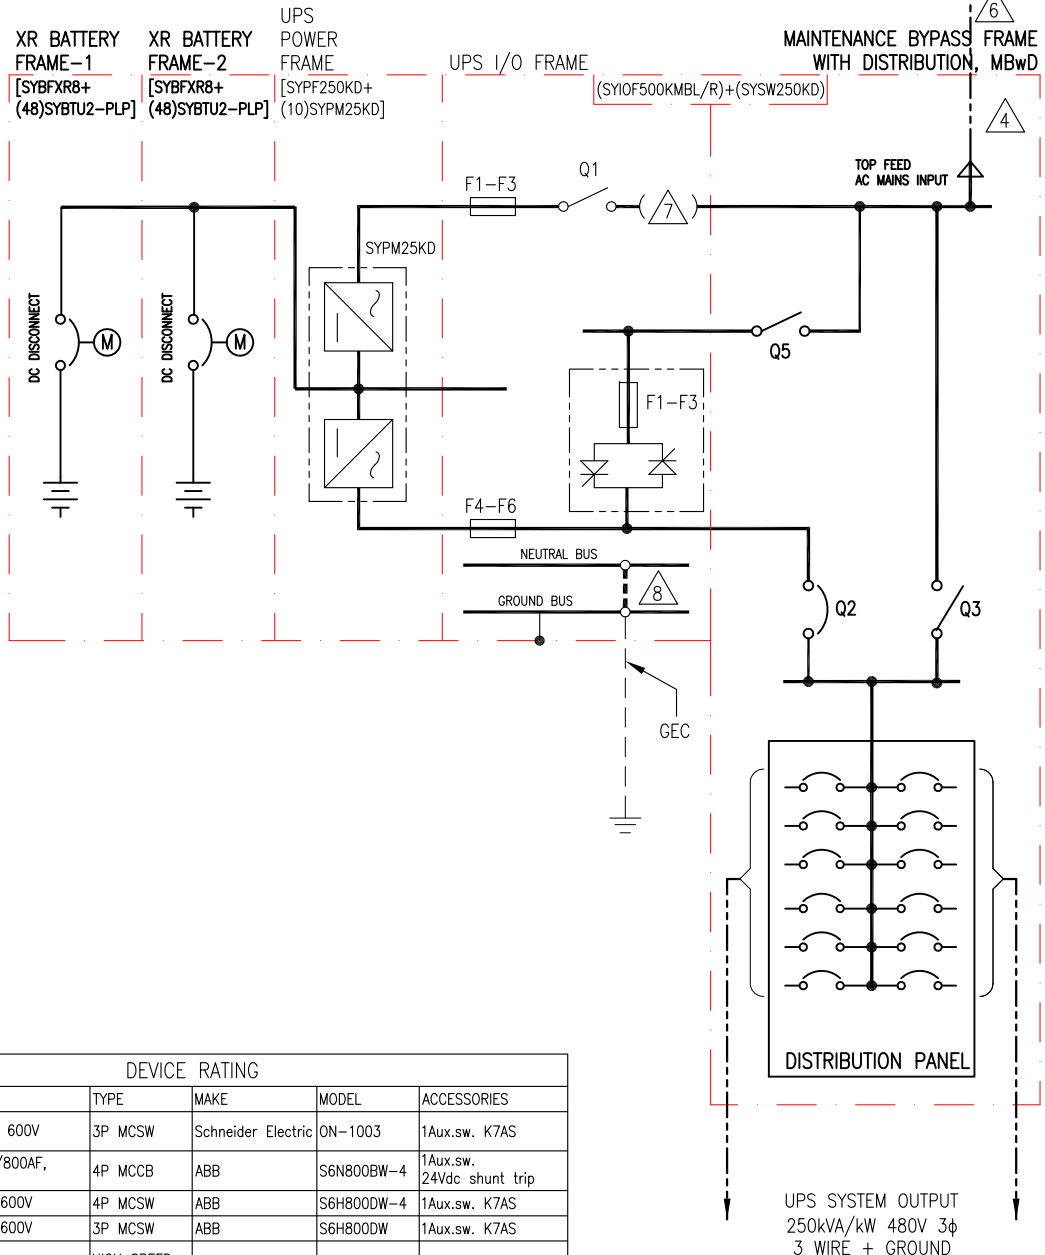 XR BATTERY
FRAME-1
[SYBFXR8+
(48)SYBTU2-PLP]
XR BATTERY
FRAME-2
[SYBFXR8+
(48)SYBTU2-PLP]
UPS
POWER
FRAME
[SYPF250KD+
(10)SYPM25KD]
UPS I/O FRAME
(SYIOF500KMBL/R)+(SYSW250KD)
MAINTENANCE BYPASS FRAME
WITH DISTRIBUTION, MBwD
6
4
TOP FEED
AC MAINS INPUT
F1-F3
Q1
7
SYPM25KD
DC DISCONNECT
M
DC DISCONNECT
M
Q5
F1-F3
F4-F6
NEUTRAL BUS
GROUND BUS
8
Q2
Q3
GEC
DISTRIBUTION PANEL
UPS SYSTEM OUTPUT
250kVA/kW 480V 3ϕ
3 WIRE + GROUND
DEVICE RATING
TYPE MAKE MODEL ACCESSORIES
600V 3P MCSW Schneider Electric ON-1003 1Aux.sw. K7AS
/800AF, 4P MCCB ABB S6N800BW-4 1Aux.sw.
24Vdc shunt trip
600V 4P MCSW ABB S6H800DW-4 1Aux.sw. K7AS
600V 3P MCSW ABB S6H800DW 1Aux.sw. K7AS